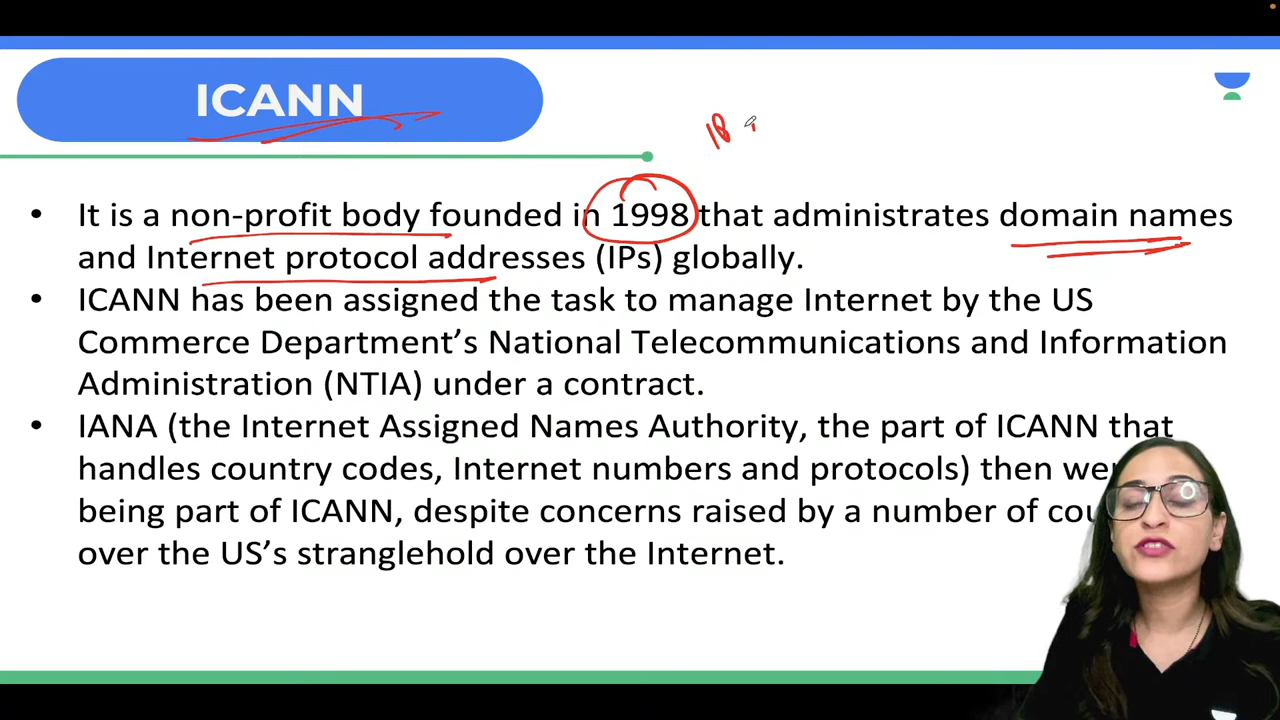 ICANN
18
• It is a non-profit body founded in 1998 that administrates domain names
and Internet protocol addresses (IPs) globally.
• ICANN has been assigned the task to manage Internet by the US
Commerce Department’s National Telecommunications and Information
Administration (NTIA) under a contract.
• IANA (the Internet Assigned Names Authority, the part of ICANN that
handles country codes, Internet numbers and protocols) then
being part of ICANN, despite concerns raised by a number of
over the US’s stranglehold over the Internet.